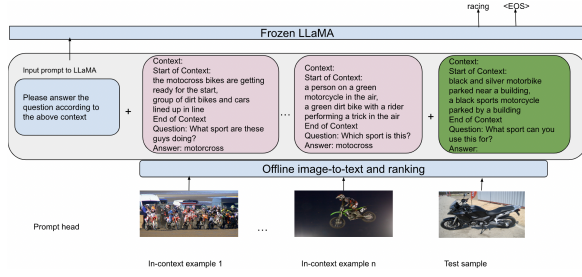 racing
<EOS>
Frozen LLaMA
Input prompt to LLaMA
Please answer the
question according to
the above context
+
Context:
Start of Context:
the motocross bikes are getting
ready for the start,
group of dirt bikes and cars
lined up in line
End of Context
Question: What sport are these
guys doing?
Answer: motorcross
...
Context:
Start of Context:
a person on a green
motorcycle in the air,
a green dirt bike with a rider
performing a trick in the air
End of Context
Question: Which sport is this?
Answer: motocross
+
Context:
Start of Context:
black and silver motorbike
parked near a building,
a black sports motorcycle
parked by a building
End of Context
Question: What sport can you
use this for?
Answer:
Offline image-to-text and ranking
Prompt head
...
In-context example 1
In-context example n
Test sample